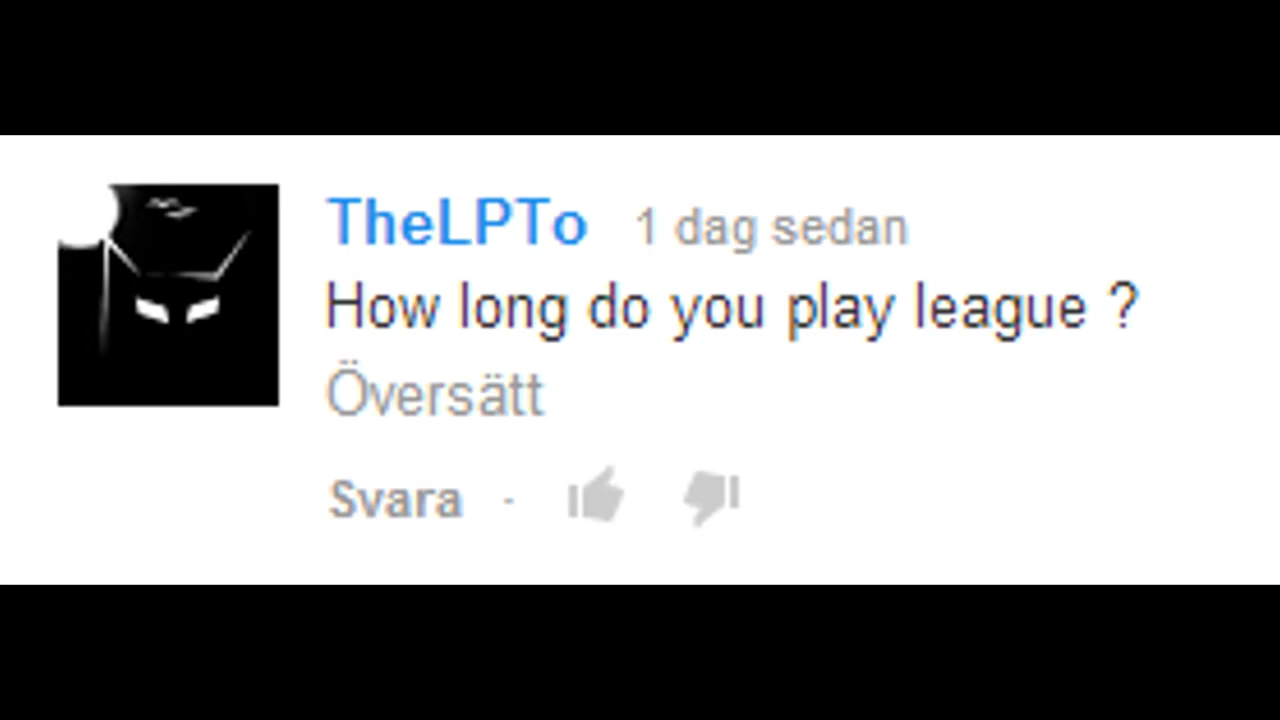 TheLPTo 1 dag sedan
How long do you play league ?
Översätt
Svara ·